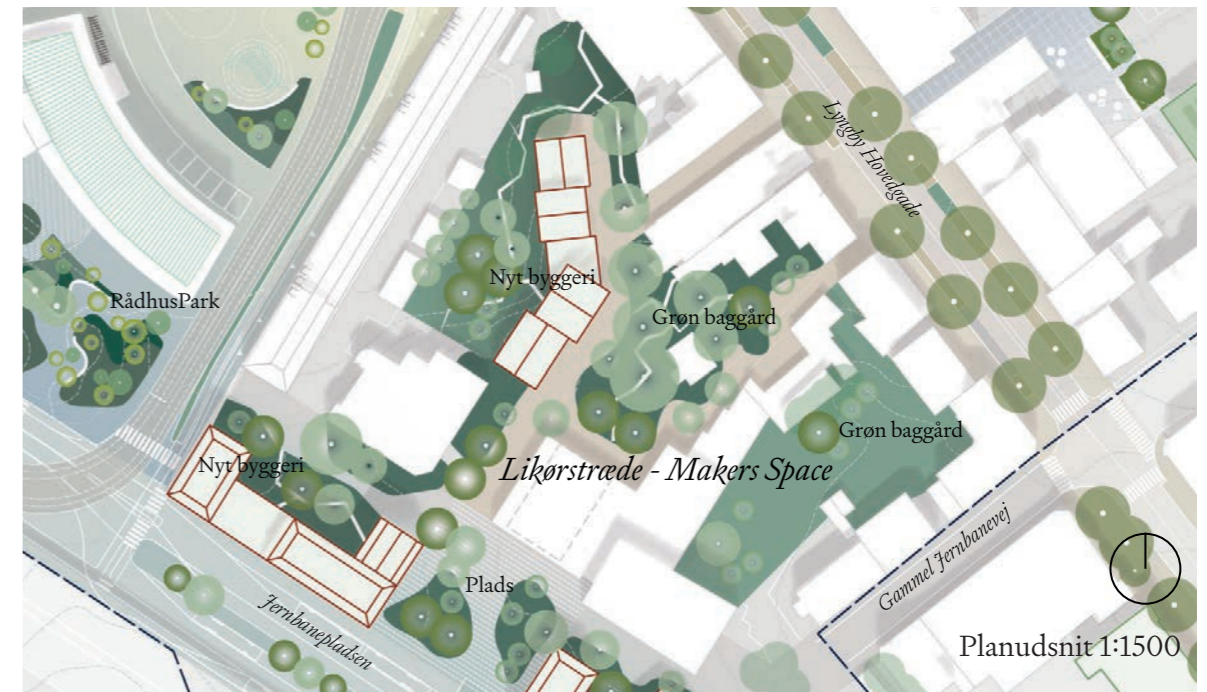 Lyngby Hovedgade
Nyt byggeri
RådhusPark
Grøn baggård
Grøn baggård
Nyt byggeri
Likørstræde - Makers Space
Gammel Jernbanevej
Plads
Jernbanepladsen
Planudsnit 1:1500